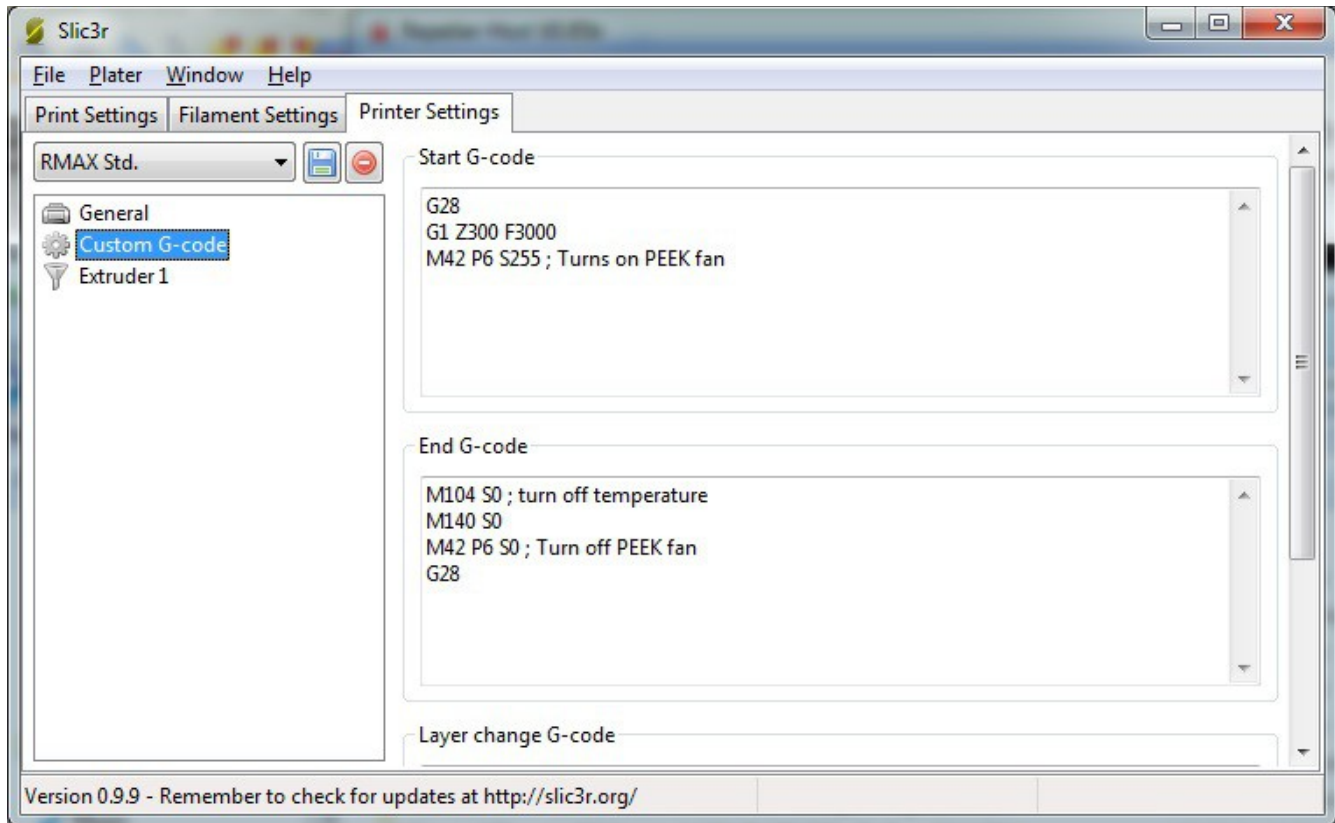 Slic3r
File Plater Window Help
Print Settings Filament Settings Printer Settings
RMAX Std.
General
Custom G-code
Extruder 1
Start G-code
G28
G1 Z300 F3000
M42 P6 S255 ; Turns on PEEK fan
End G-code
M104 S0 ; turn off temperature
M140 S0
M42 P6 S0 ; Turn off PEEK fan
G28
Layer change G-code
Version 0.9.9 - Remember to check for updates at http://slic3r.org/